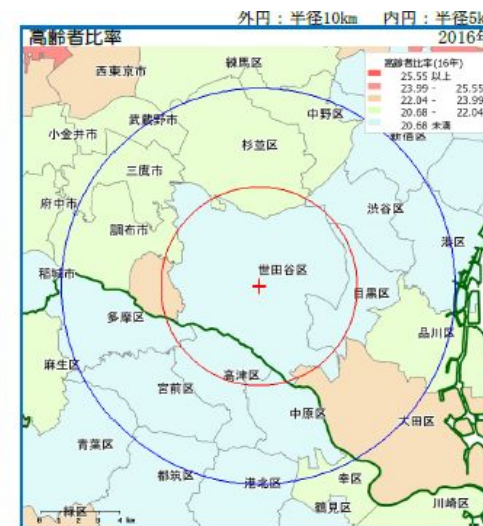 外円：半径10km 内円：半径5k
高齢者比率 2016年
高齢者比率(16年)
25.55 以上
23.99 - 25.55
22.04 - 23.99
20.68 - 22.04
20.68 未満
練馬区
西東京市
中野区
武蔵野市
新宿区
小金井市
杉並区
三鷹市
府中市
渋谷区
調布市
港区
稲城市
世田谷区
目黒区
多摩区
品川区
麻生区
高津区
宮前区
中原区
大田区
青葉区
都筑区
港北区
幸区
緑区
鶴見区
川崎区
0 2 4 km